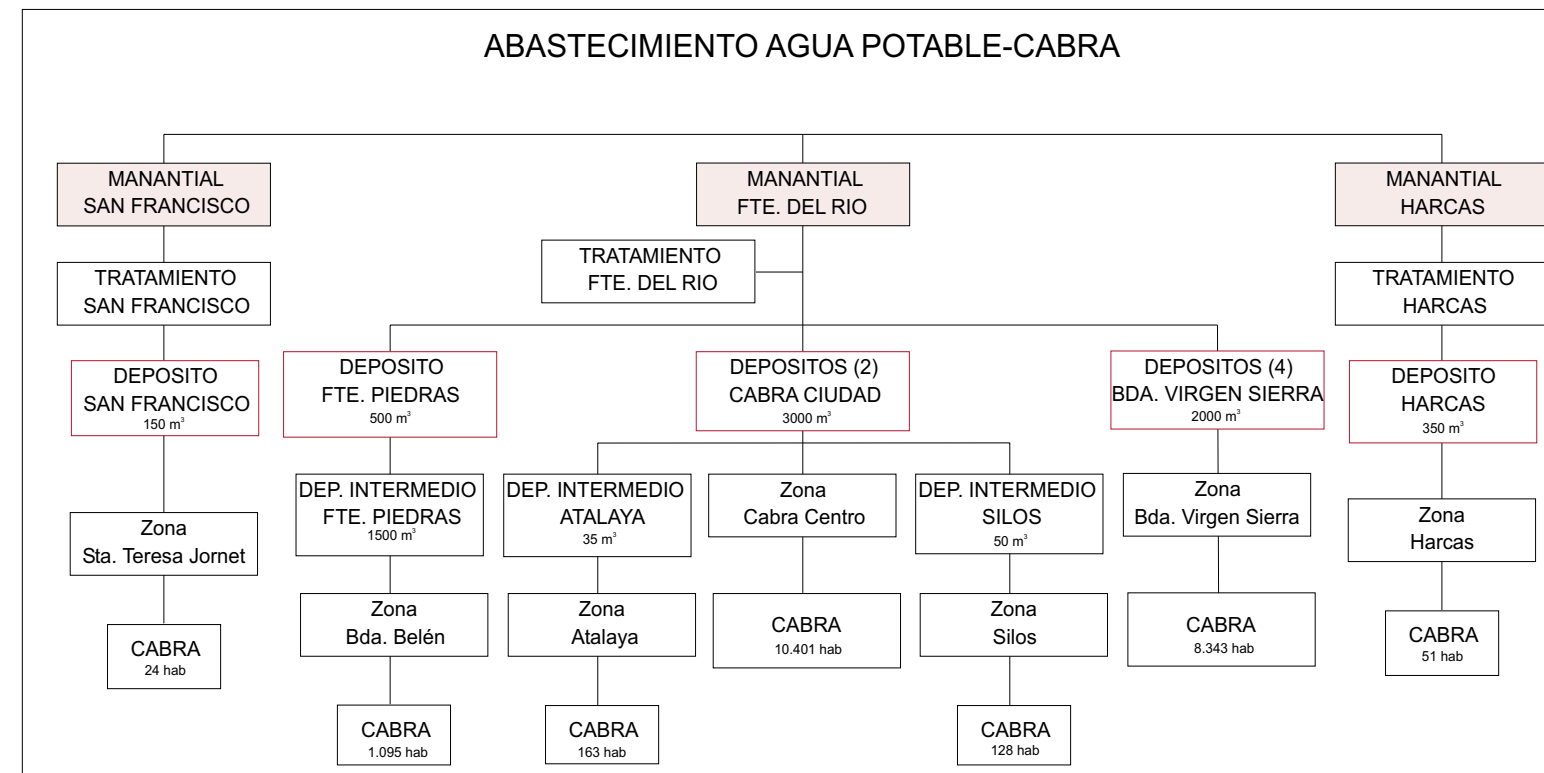 ABASTECIMIENTO AGUA POTABLE-CABRA
MANANTIAL
SAN FRANCISCO
MANANTIAL
FTE. DEL RIO
MANANTIAL
HARCAS
TRATAMIENTO
FTE. DEL RIO
TRATAMIENTO
SAN FRANCISCO
TRATAMIENTO
HARCAS
DEPOSITO
SAN FRANCISCO
150 m³
DEPOSITO
FTE. PIEDRAS
500 m³
DEPOSITOS (2)
CABRA CIUDAD
3000 m³
DEPOSITOS (4)
BDA. VIRGEN SIERRA
2000 m³
DEPOSITO
HARCAS
350 m³
DEP. INTERMEDIO
FTE. PIEDRAS
1500 m³
DEP. INTERMEDIO
ATALAYA
35 m³
Zona
Cabra Centro
DEP. INTERMEDIO
SILOS
50 m³
Zona
Bda. Virgen Sierra
Zona
Harcas
Zona
Sta. Teresa Jornet
Zona
Bda. Belén
Zona
Atalaya
CABRA
10.401 hab
Zona
Silos
CABRA
8.343 hab
CABRA
51 hab
CABRA
24 hab
CABRA
1.095 hab
CABRA
163 hab
CABRA
128 hab